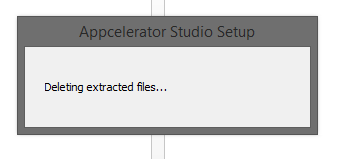 Appcelerator Studio Setup
Deleting extracted files...